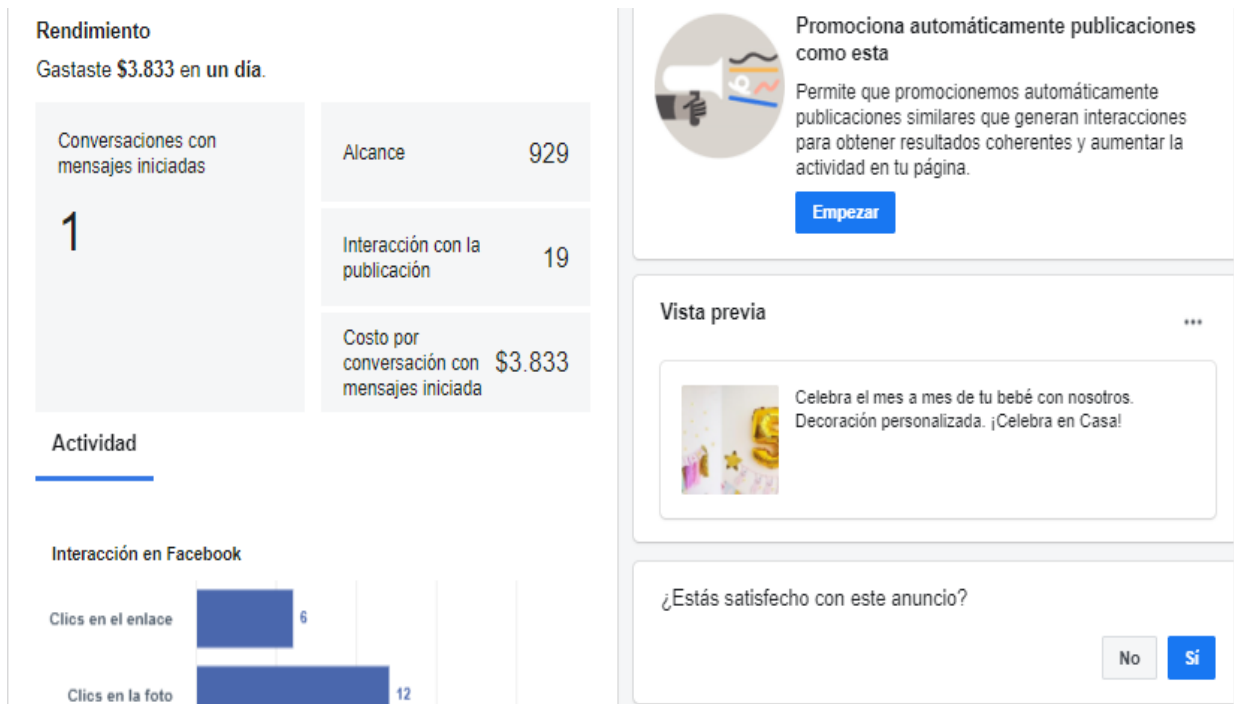 Rendimiento
Gastaste $3.833 en un día.
Conversaciones con
mensajes iniciadas
1
Alcance 929
Interacción con la
publicación 19
Costo por
conversación con
mensajes iniciada $3.833
Actividad
Interacción en Facebook
Clics en el enlace 6
Clics en la foto 12
Promociona automáticamente publicaciones
como esta
Permite que promocionemos automáticamente
publicaciones similares que generan interacciones
para obtener resultados coherentes y aumentar la
actividad en tu página.
Empezar
Vista previa
...
Celebra el mes a mes de tu bebé con nosotros.
Decoración personalizada. ¡Celebra en Casa!
¿Estás satisfecho con este anuncio?
No Sí